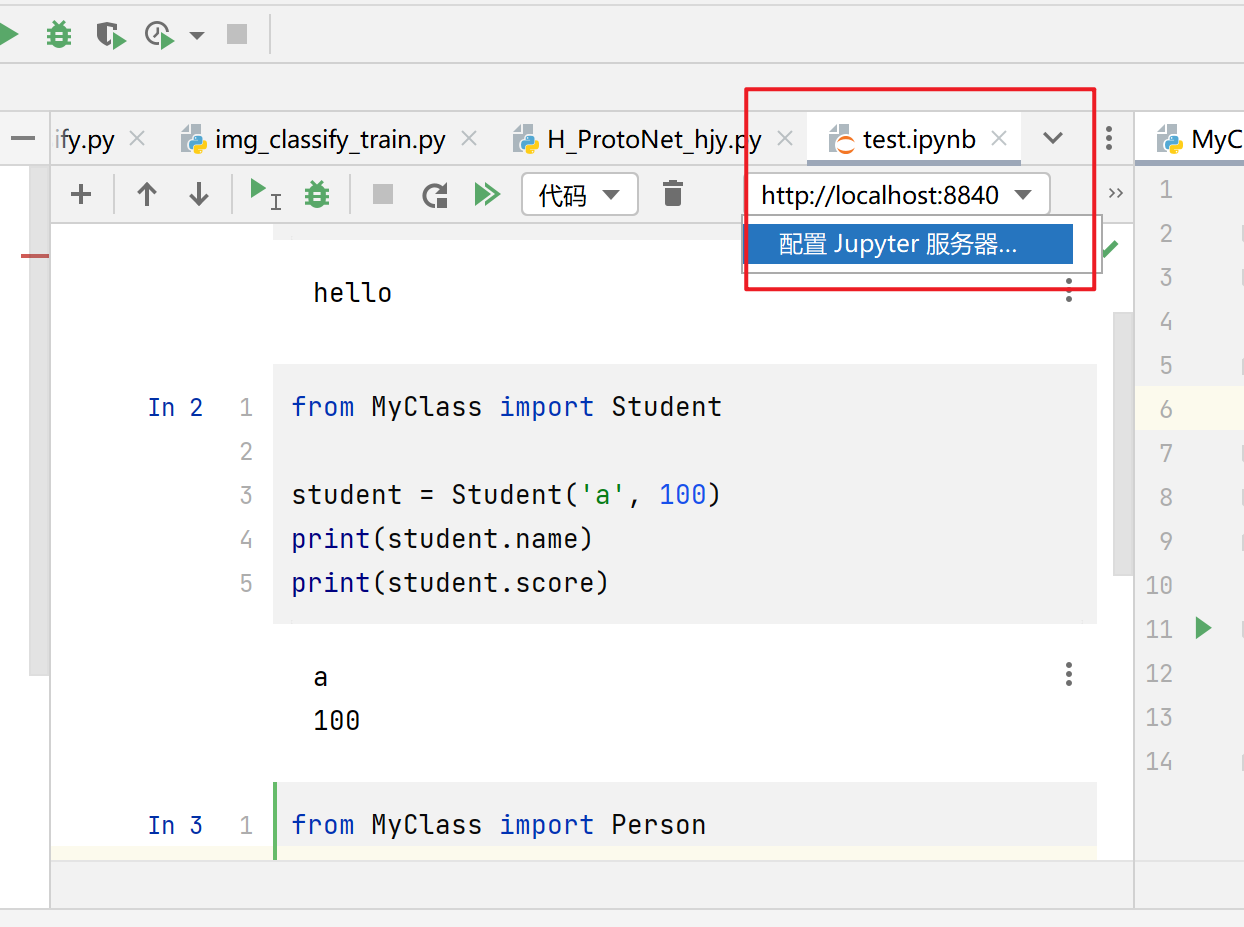 ify.py img_classify_train.py H_ProtoNet_hjy.py test.ipynb MyC
代码 http://localhost:8840
配置 Jupyter 服务器...
hello
In 2 1 from MyClass import Student
2
3 student = Student('a', 100)
4 print(student.name)
5 print(student.score)
a
100
In 3 1 from MyClass import Person
1
2
3
4
5
6
7
8
9
10
11
12
13
14